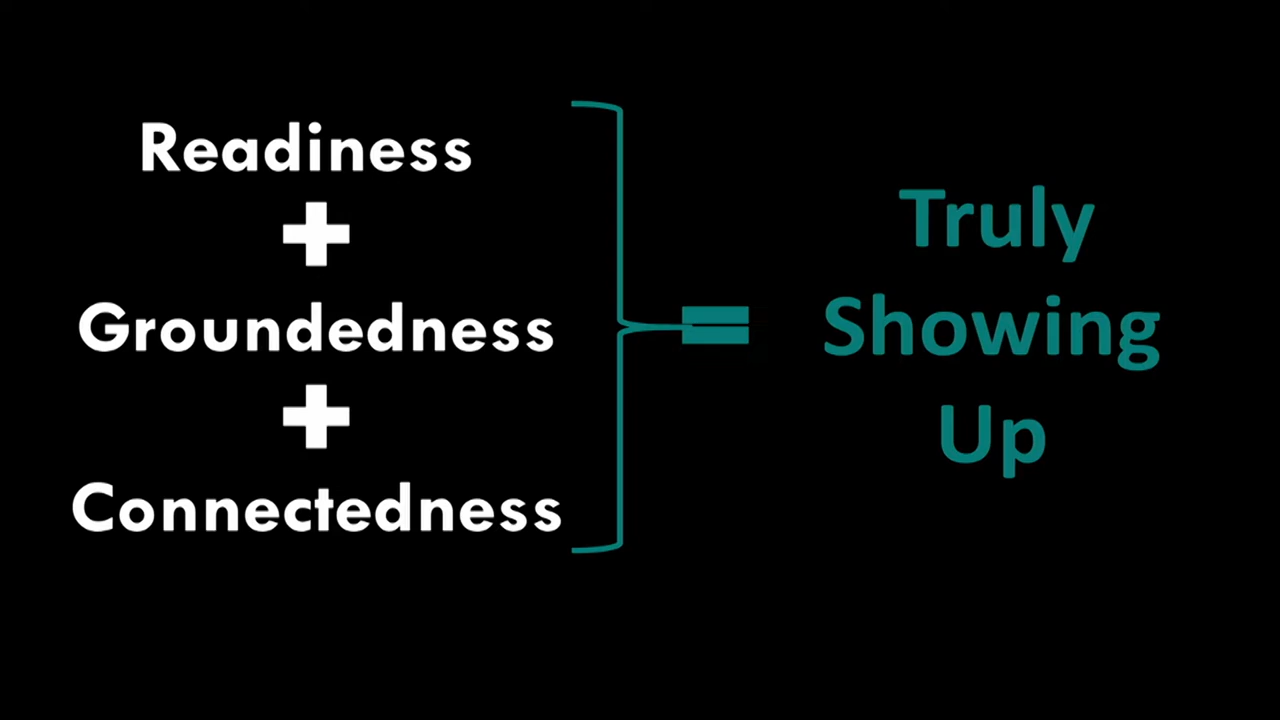 Readiness
+
Groundedness
+
Connectedness
=
Truly
Showing
Up